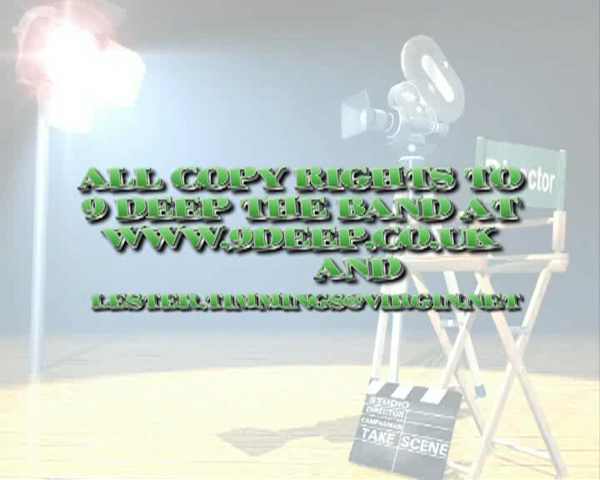 ALL COPY RIGHTS TO
9 DEEP THE BAND AT
WWW.9DEEP.CO.UK
AND
LESTER.TIMMINGS@VIRGIN.NET
Director
STUDIO
DIRECTOR
CAMERAMAN
TAKE SCENE